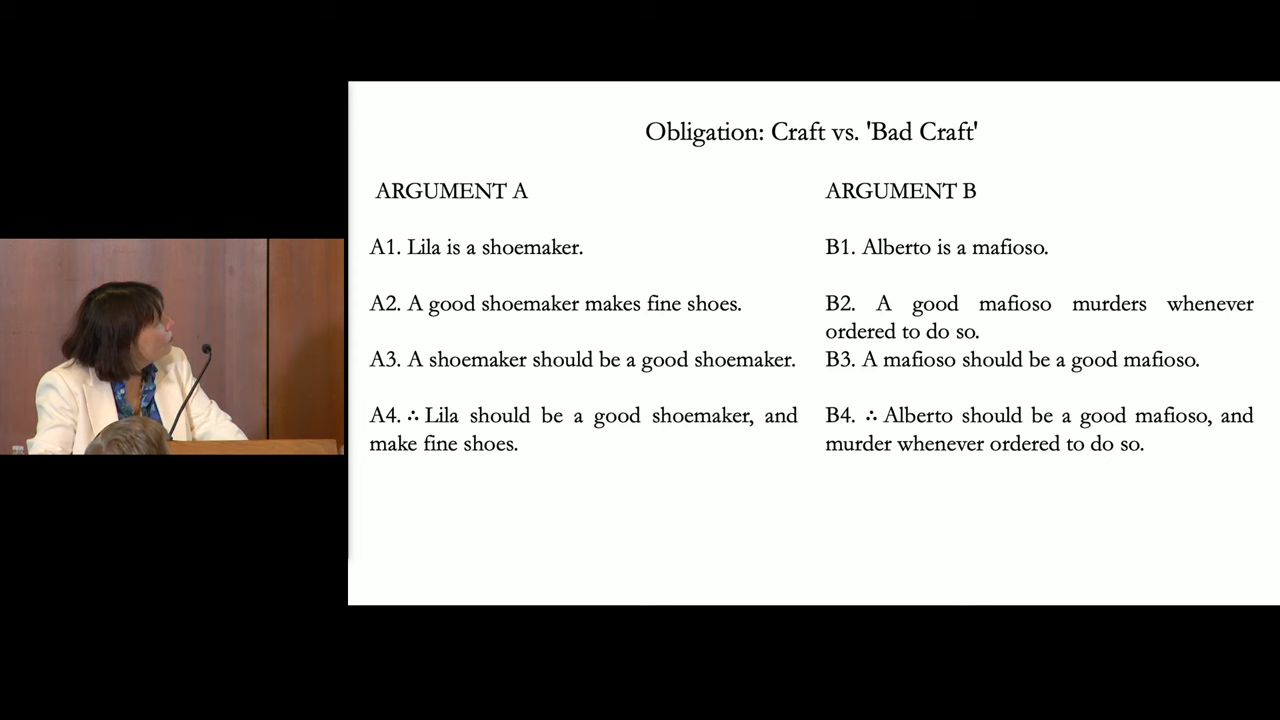 Obligation: Craft vs. 'Bad Craft'
ARGUMENT A
A1. Lila is a shoemaker.
A2. A good shoemaker makes fine shoes.
A3. A shoemaker should be a good shoemaker.
A4. ∴ Lila should be a good shoemaker, and
make fine shoes.
ARGUMENT B
B1. Alberto is a mafioso.
B2. A good mafioso murders whenever
ordered to do so.
B3. A mafioso should be a good mafioso.
B4. ∴ Alberto should be a good mafioso, and
murder whenever ordered to do so.